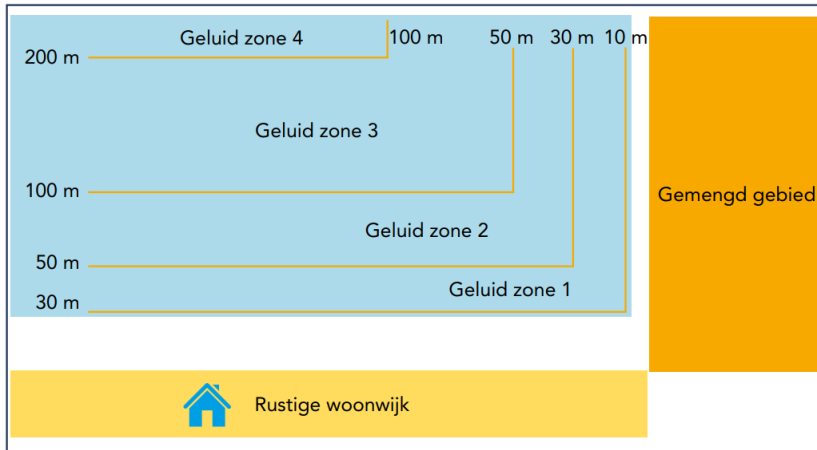 Geluid zone 4
100 m
50 m
30 m
10 m
200 m
Geluid zone 3
100 m
Gemengd gebied
Geluid zone 2
50 m
Geluid zone 1
30 m
Rustige woonwijk